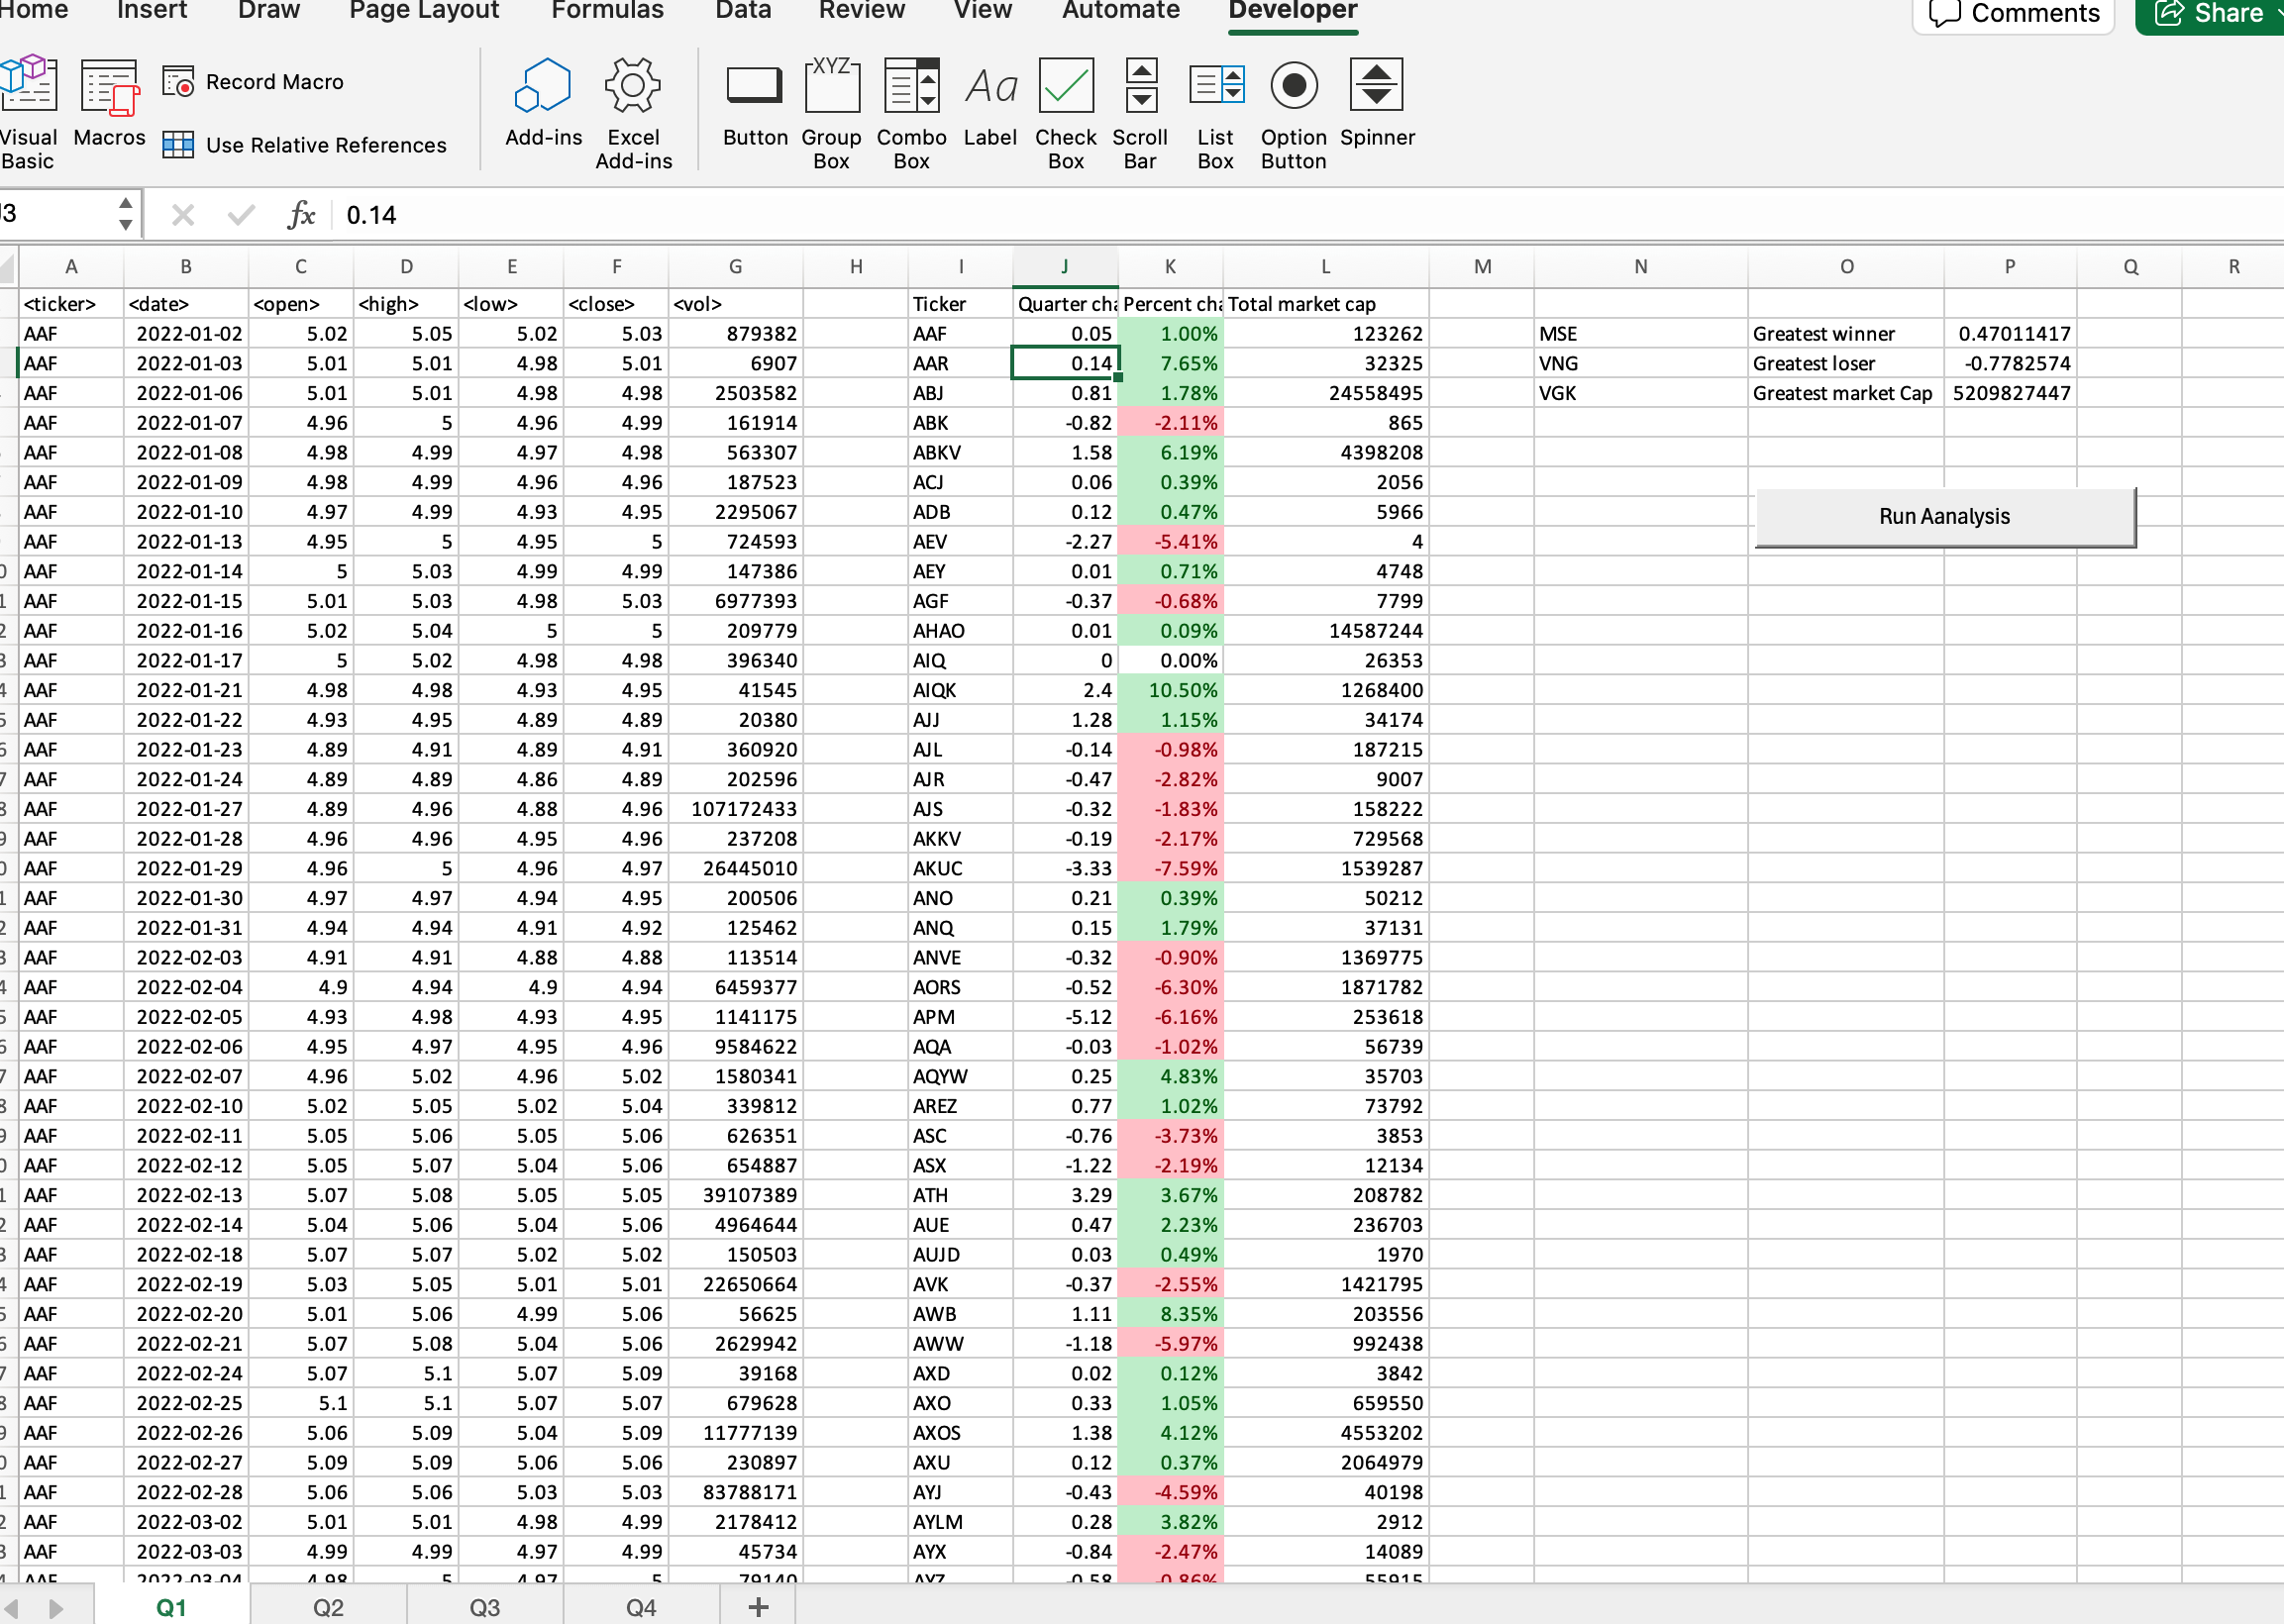 Home Insert Draw Page Layout Formulas Data Review View Automate Developer Comments Share
Visual Basic Macros Record Macro Use Relative References Add-ins Excel Add-ins Button Group Box Combo Box Label Check Box Scroll Bar List Box Option Button Spinner
XYZ Aa
J3 fx 0.14
A B C D E F G H I J K L M N O P Q R
<ticker> <date> <open> <high> <low> <close> <vol> Ticker Quarter cha Percent cha Total market cap
AAF 2022-01-02 5.02 5.05 5.02 5.03 879382 AAF 0.05 1.00% 123262 MSE Greatest winner 0.47011417
AAF 2022-01-03 5.01 5.01 4.98 5.01 6907 AAR 0.14 7.65% 32325 VNG Greatest loser -0.7782574
AAF 2022-01-06 5.01 5.01 4.98 4.98 2503582 ABJ 0.81 1.78% 24558495 VGK Greatest market Cap 5209827447
AAF 2022-01-07 4.96 5 4.96 4.99 161914 ABK -0.82 -2.11% 865
AAF 2022-01-08 4.98 4.99 4.97 4.98 563307 ABKV 1.58 6.19% 4398208
AAF 2022-01-09 4.98 4.99 4.96 4.96 187523 ACJ 0.06 0.39% 2056
AAF 2022-01-10 4.97 4.99 4.93 4.95 2295067 ADB 0.12 0.47% 5966 Run Aanalysis
AAF 2022-01-13 4.95 5 4.95 5 724593 AEV -2.27 -5.41% 4
AAF 2022-01-14 5 5.03 4.99 4.99 147386 AEY 0.01 0.71% 4748
AAF 2022-01-15 5.01 5.03 4.98 5.03 6977393 AGF -0.37 -0.68% 7799
AAF 2022-01-16 5.02 5.04 5 5 209779 AHAO 0.01 0.09% 14587244
AAF 2022-01-17 5 5.02 4.98 4.98 396340 AIQ 0 0.00% 26353
AAF 2022-01-21 4.98 4.98 4.93 4.95 41545 AIQK 2.4 10.50% 1268400
AAF 2022-01-22 4.93 4.95 4.89 4.89 20380 AJJ 1.28 1.15% 34174
AAF 2022-01-23 4.89 4.91 4.89 4.91 360920 AJL -0.14 -0.98% 187215
AAF 2022-01-24 4.89 4.89 4.86 4.89 202596 AJR -0.47 -2.82% 9007
AAF 2022-01-27 4.89 4.96 4.88 4.96 107172433 AJS -0.32 -1.83% 158222
AAF 2022-01-28 4.96 4.96 4.95 4.96 237208 AKKV -0.19 -2.17% 729568
AAF 2022-01-29 4.96 5 4.96 4.97 26445010 AKUC -3.33 -7.59% 1539287
AAF 2022-01-30 4.97 4.97 4.94 4.95 200506 ANO 0.21 0.39% 50212
AAF 2022-01-31 4.94 4.94 4.91 4.92 125462 ANQ 0.15 1.79% 37131
AAF 2022-02-03 4.91 4.91 4.88 4.88 113514 ANVE -0.32 -0.90% 1369775
AAF 2022-02-04 4.9 4.94 4.9 4.94 6459377 AORS -0.52 -6.30% 1871782
AAF 2022-02-05 4.93 4.98 4.93 4.95 1141175 APM -5.12 -6.16% 253618
AAF 2022-02-06 4.95 4.97 4.95 4.96 9584622 AQA -0.03 -1.02% 56739
AAF 2022-02-07 4.96 5.02 4.96 5.02 1580341 AQYW 0.25 4.83% 35703
AAF 2022-02-10 5.02 5.05 5.02 5.04 339812 AREZ 0.77 1.02% 73792
AAF 2022-02-11 5.05 5.06 5.05 5.06 626351 ASC -0.76 -3.73% 3853
AAF 2022-02-12 5.05 5.07 5.04 5.06 654887 ASX -1.22 -2.19% 12134
AAF 2022-02-13 5.07 5.08 5.05 5.05 39107389 ATH 3.29 3.67% 208782
AAF 2022-02-14 5.04 5.06 5.04 5.06 4964644 AUE 0.47 2.23% 236703
AAF 2022-02-18 5.07 5.07 5.02 5.02 150503 AUJD 0.03 0.49% 1970
AAF 2022-02-19 5.03 5.05 5.01 5.01 22650664 AVK -0.37 -2.55% 1421795
AAF 2022-02-20 5.01 5.06 4.99 5.06 56625 AWB 1.11 8.35% 203556
AAF 2022-02-21 5.07 5.08 5.04 5.06 2629942 AWW -1.18 -5.97% 992438
AAF 2022-02-24 5.07 5.1 5.07 5.09 39168 AXD 0.02 0.12% 3842
AAF 2022-02-25 5.1 5.1 5.07 5.07 679628 AXO 0.33 1.05% 659550
AAF 2022-02-26 5.06 5.09 5.04 5.09 11777139 AXOS 1.38 4.12% 4553202
AAF 2022-02-27 5.09 5.09 5.06 5.06 230897 AXU 0.12 0.37% 2064979
AAF 2022-02-28 5.06 5.06 5.03 5.03 83788171 AYJ -0.43 -4.59% 40198
AAF 2022-03-02 5.01 5.01 4.98 4.99 2178412 AYLM 0.28 3.82% 2912
AAF 2022-03-03 4.99 4.99 4.97 4.99 45734 AYX -0.84 -2.47% 14089
AAF 2022-03-04 4.98 5 4.97 5 79140 AYZ -0.58 -0.86% 55915
Q1 Q2 Q3 Q4